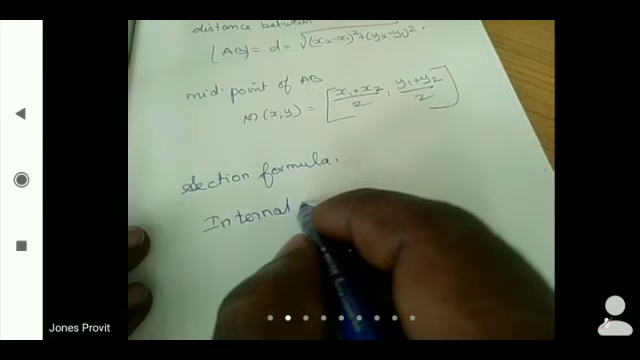 distance between
|AB| = d = √(x₂-x₁)²+(y₂-y₁)².
mid-point of AB
M(x,y) = [x₁+x₂/2, y₁+y₂/2]
Section formula.
Internal
Jones Provit